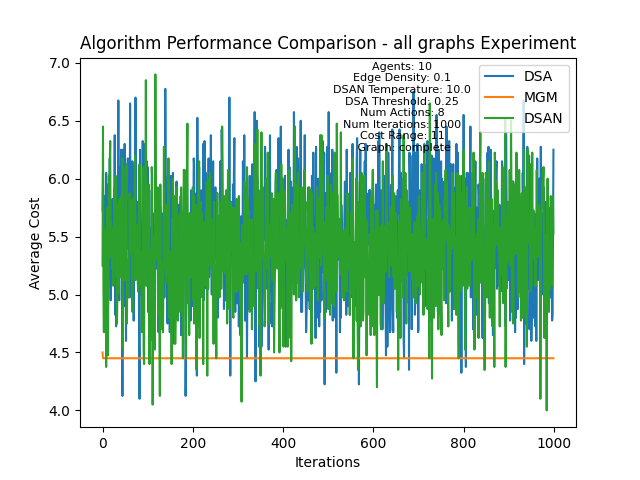 Algorithm Performance Comparison - all graphs Experiment
Agents: 10
Edge Density: 0.1
DSAN Temperature: 10.0
DSA Threshold: 0.25
Num Actions: 8
Num Iterations: 1000
Cost Range: 11
Graph: complete
DSA
MGM
DSAN
Average Cost
7.0
6.5
6.0
5.5
5.0
4.5
4.0
0
200
400
600
800
1000
Iterations